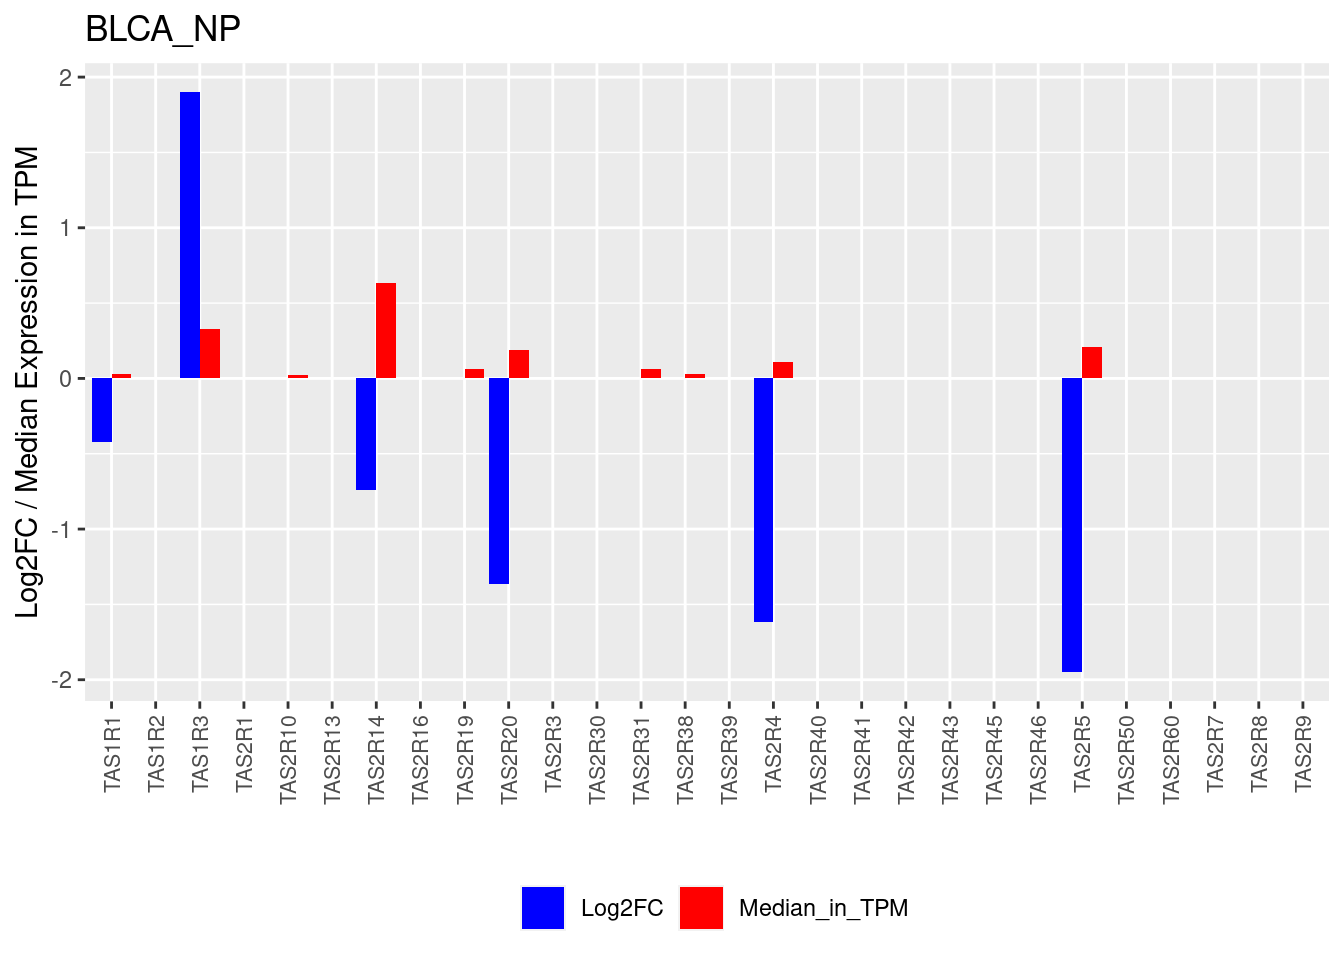 BLCA_NP
Log2FC / Median Expression in TPM
2
1
0
-1
-2
TAS1R1
TAS1R2
TAS1R3
TAS2R1
TAS2R10
TAS2R13
TAS2R14
TAS2R16
TAS2R19
TAS2R20
TAS2R3
TAS2R30
TAS2R31
TAS2R38
TAS2R39
TAS2R4
TAS2R40
TAS2R41
TAS2R42
TAS2R43
TAS2R45
TAS2R46
TAS2R5
TAS2R50
TAS2R60
TAS2R7
TAS2R8
TAS2R9
Log2FC
Median_in_TPM